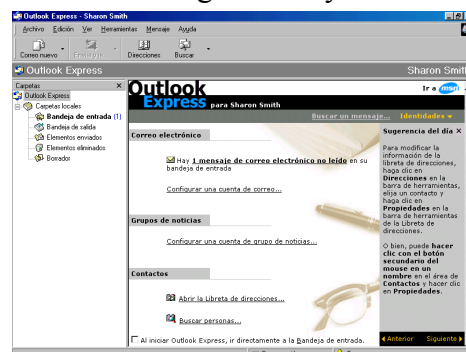 Outlook Express - Sharon Smith
Archivo Edición Ver Herramientas Mensaje Ayuda
Correo nuevo Direcciones Buscar
Outlook Express Sharon Smit
Carpetas x
Outlook Express
Carpetas locales
Bandeja de entrada (1)
Bandeja de salida
Elementos enviados
Elementos eliminados
Borrador
Outlook
Express para Sharon Smith
Ir a msn
Buscar un mensaje... Identidades
Correo electrónico
Hay 1 mensaje de correo electrónico no leído en su
bandeja de entrada
Configurar una cuenta de correo...
Grupos de noticias
Configurar una cuenta de grupo de noticias...
Contactos
Abrir la Libreta de direcciones...
Buscar personas...
Al iniciar Outlook Express, ir directamente a la Bandeja de entrada.
Sugerencia del día x
Para modificar la
información de la
libreta de direcciones,
haga clic en
Direcciones en la
barra de herramientas,
elija un contacto y
haga clic en
Propiedades en la
barra de herramientas
de la Libreta de
direcciones.
O bien, puede hacer
clic con el botón
secundario del
mouse en un
nombre en el área de
Contactos y hacer clic
en Propiedades.
Anterior Siguiente